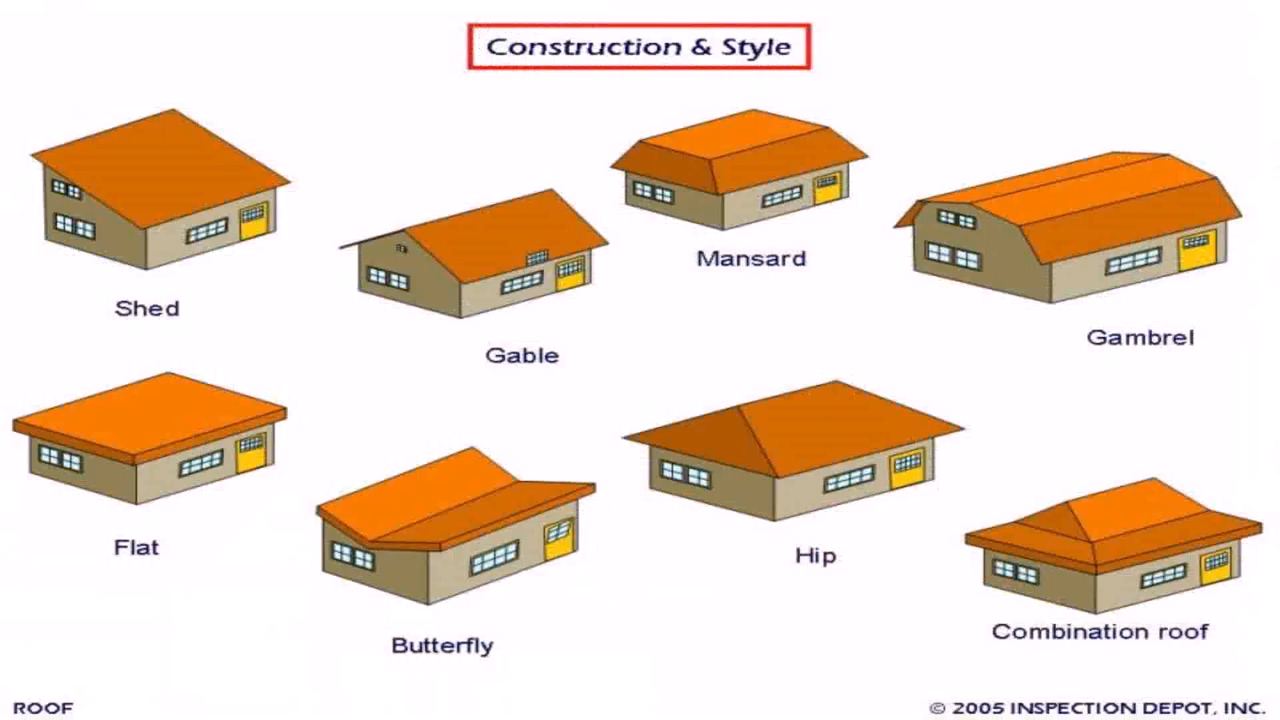 Construction & Style
Shed
Gable
Mansard
Gambrel
Flat
Butterfly
Hip
Combination roof
ROOF
© 2005 INSPECTION DEPOT, INC.